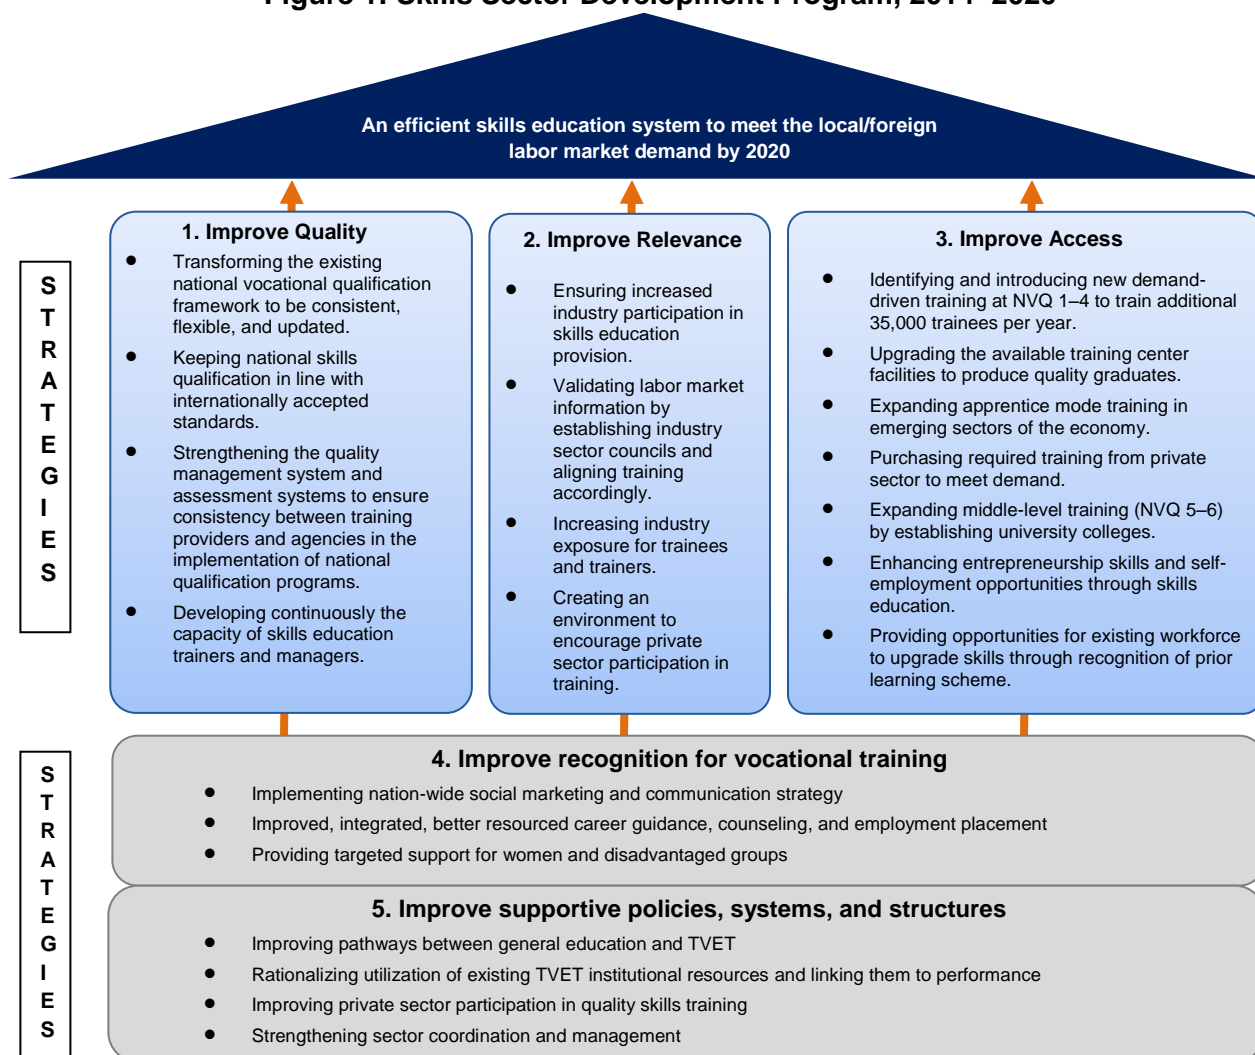 Figure 1: Skills Sector Development Program, 2014–2020
An efficient skills education system to meet the local/foreign
labor market demand by 2020
S
T
R
A
T
E
G
I
E
S
1. Improve Quality
● Transforming the existing
national vocational qualification
framework to be consistent,
flexible, and updated.
● Keeping national skills
qualification in line with
internationally accepted
standards.
● Strengthening the quality
management system and
assessment systems to ensure
consistency between training
providers and agencies in the
implementation of national
qualification programs.
● Developing continuously the
capacity of skills education
trainers and managers.
2. Improve Relevance
● Ensuring increased
industry participation in
skills education
provision.
● Validating labor market
information by
establishing industry
sector councils and
aligning training
accordingly.
● Increasing industry
exposure for trainees
and trainers.
● Creating an
environment to
encourage private
sector participation in
training.
3. Improve Access
● Identifying and introducing new demand-
driven training at NVQ 1–4 to train additional
35,000 trainees per year.
● Upgrading the available training center
facilities to produce quality graduates.
● Expanding apprentice mode training in
emerging sectors of the economy.
● Purchasing required training from private
sector to meet demand.
● Expanding middle-level training (NVQ 5–6)
by establishing university colleges.
● Enhancing entrepreneurship skills and self-
employment opportunities through skills
education.
● Providing opportunities for existing workforce
to upgrade skills through recognition of prior
learning scheme.
S
T
R
A
T
E
G
I
E
S
4. Improve recognition for vocational training
● Implementing nation-wide social marketing and communication strategy
● Improved, integrated, better resourced career guidance, counseling, and employment placement
● Providing targeted support for women and disadvantaged groups
5. Improve supportive policies, systems, and structures
● Improving pathways between general education and TVET
● Rationalizing utilization of existing TVET institutional resources and linking them to performance
● Improving private sector participation in quality skills training
● Strengthening sector coordination and management